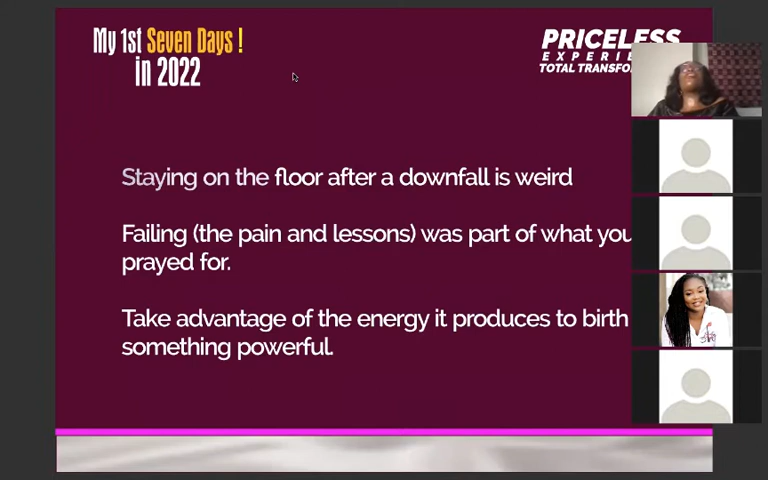 My 1st Seven Days !
in 2022
PRICELESS
TOTAL
Staying on the floor after a downfall is weird
Failing (the pain and lessons) was part of what you
prayed for.
Take advantage of the energy it produces to birth
something powerful.